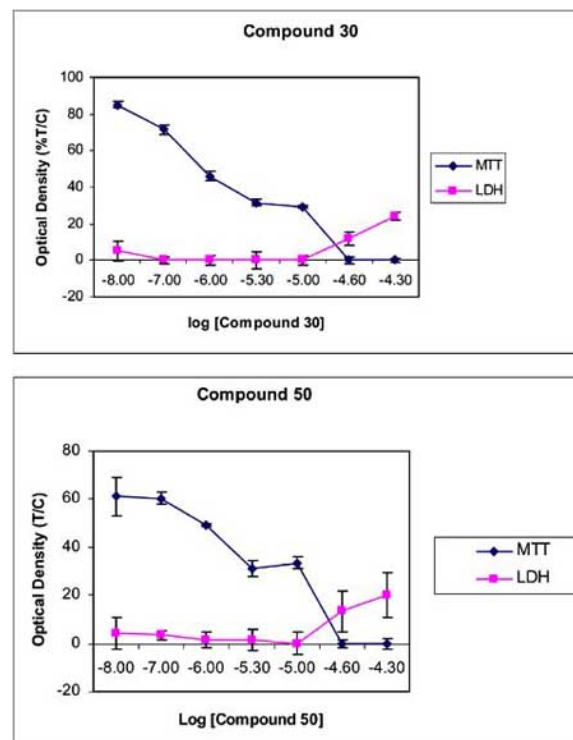 Compound 30
100
80
60
40
20
0
-20
Optical Density (%T/C)
-8.00 -7.00 -6.00 -5.30 -5.00 -4.60 -4.30
log [Compound 30]
MTT
LDH
Compound 50
80
60
40
20
0
-20
Optical Density (T/C)
-8.00 -7.00 -6.00 -5.30 -5.00 -4.60 -4.30
Log [Compound 50]
MTT
LDH